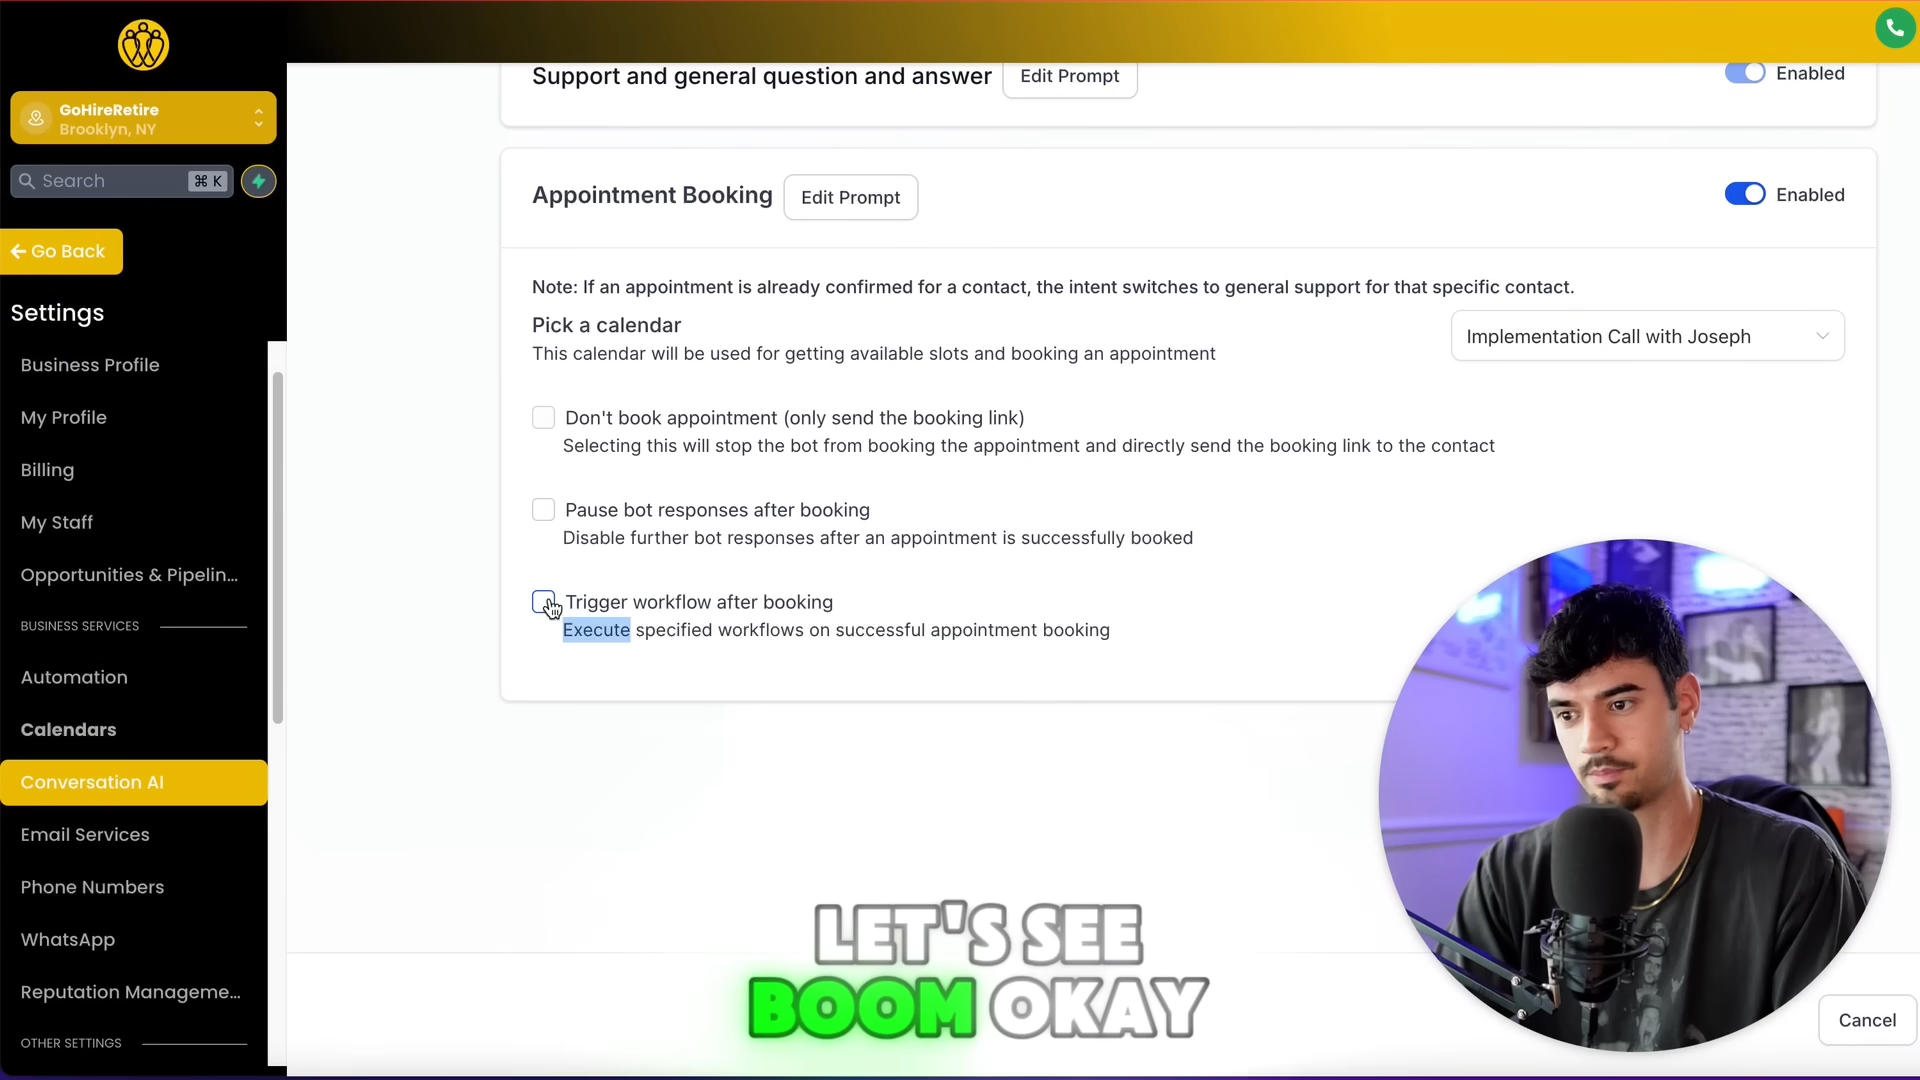 GoHireRetire
Brooklyn, NY
Search
⌘ K
Go Back
Settings
Business Profile
My Profile
Billing
My Staff
Opportunities & Pipelin...
BUSINESS SERVICES
Automation
Calendars
Conversation AI
Email Services
Phone Numbers
WhatsApp
Reputation Manageme...
OTHER SETTINGS
Support and general question and answer
Edit Prompt
Enabled
Appointment Booking
Edit Prompt
Enabled
Note: If an appointment is already confirmed for a contact, the intent switches to general support for that specific contact.
Pick a calendar
This calendar will be used for getting available slots and booking an appointment
Implementation Call with Joseph
Don't book appointment (only send the booking link)
Selecting this will stop the bot from booking the appointment and directly send the booking link to the contact
Pause bot responses after booking
Disable further bot responses after an appointment is successfully booked
Trigger workflow after booking
Execute specified workflows on successful appointment booking
LET'S SEE
BOOM OKAY
Cancel